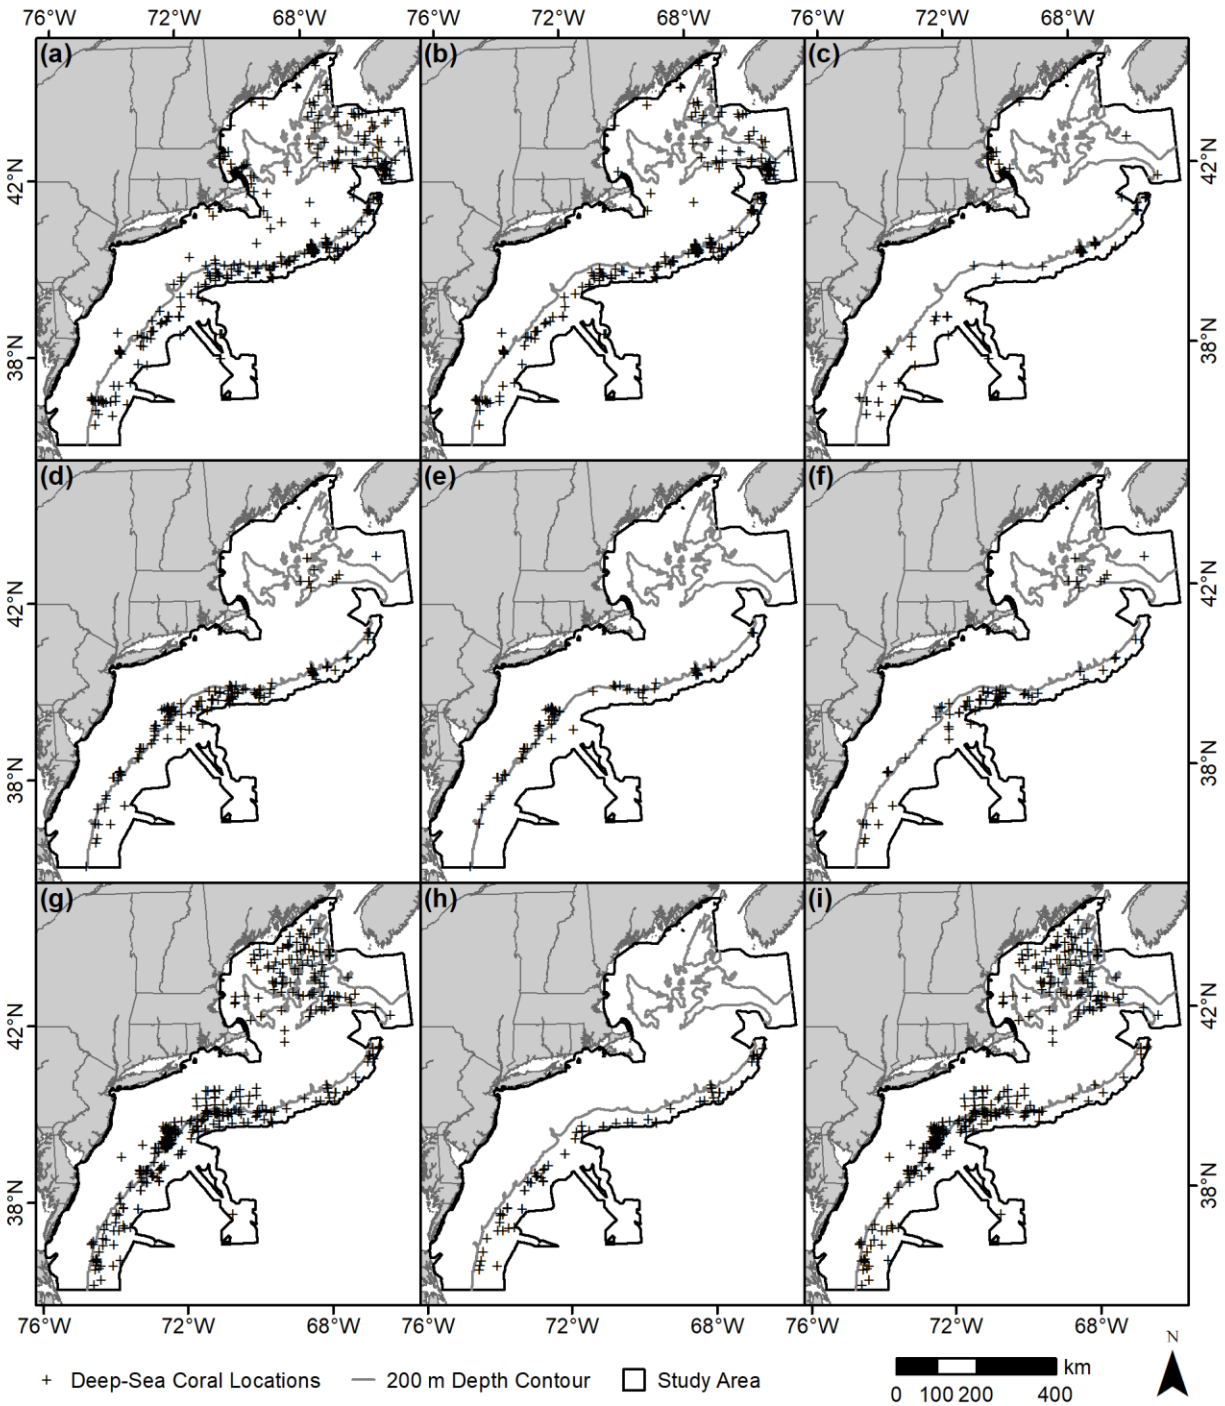 76°W 72°W 68°W 76°W 72°W 68°W 76°W 72°W 68°W
(a) (b) (c)
42°N 42°N
38°N 38°N
(d) (e) (f)
42°N 42°N
38°N 38°N
(g) (h) (i)
42°N 42°N
38°N 38°N
76°W 72°W 68°W 76°W 72°W 68°W 76°W 72°W 68°W
N
+ Deep-Sea Coral Locations 200 m Depth Contour Study Area km
0 100 200 400